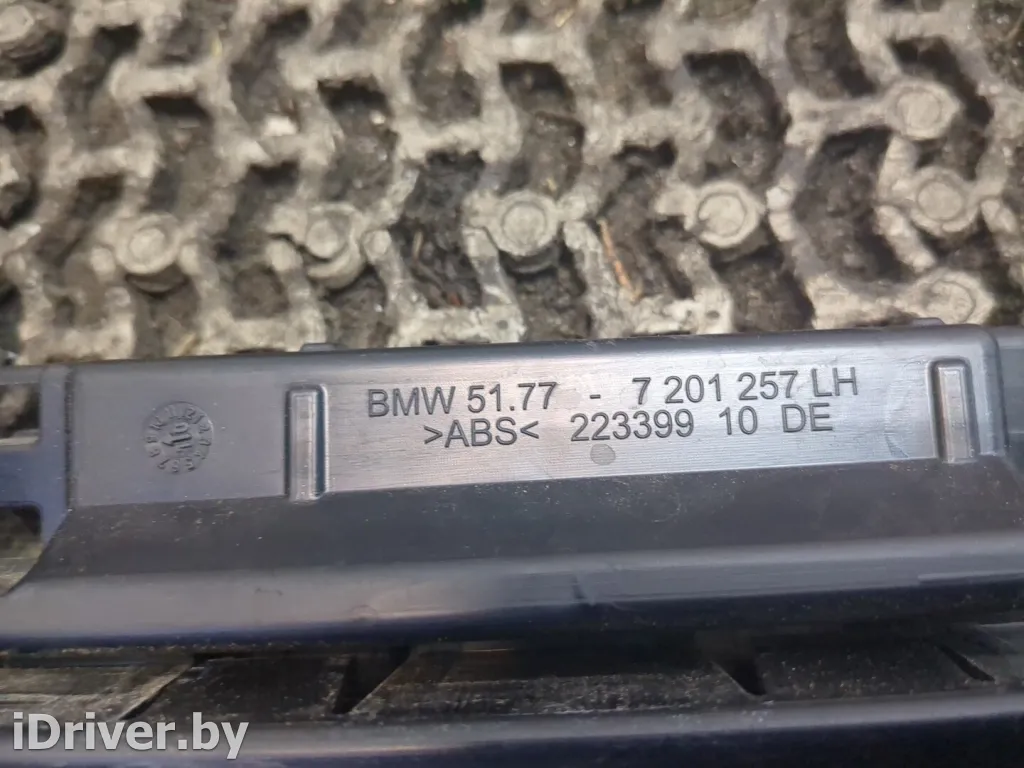 BMW 51.77 - 7 201 257 LH
>ABS< 223399 10 DE
iDriver.by